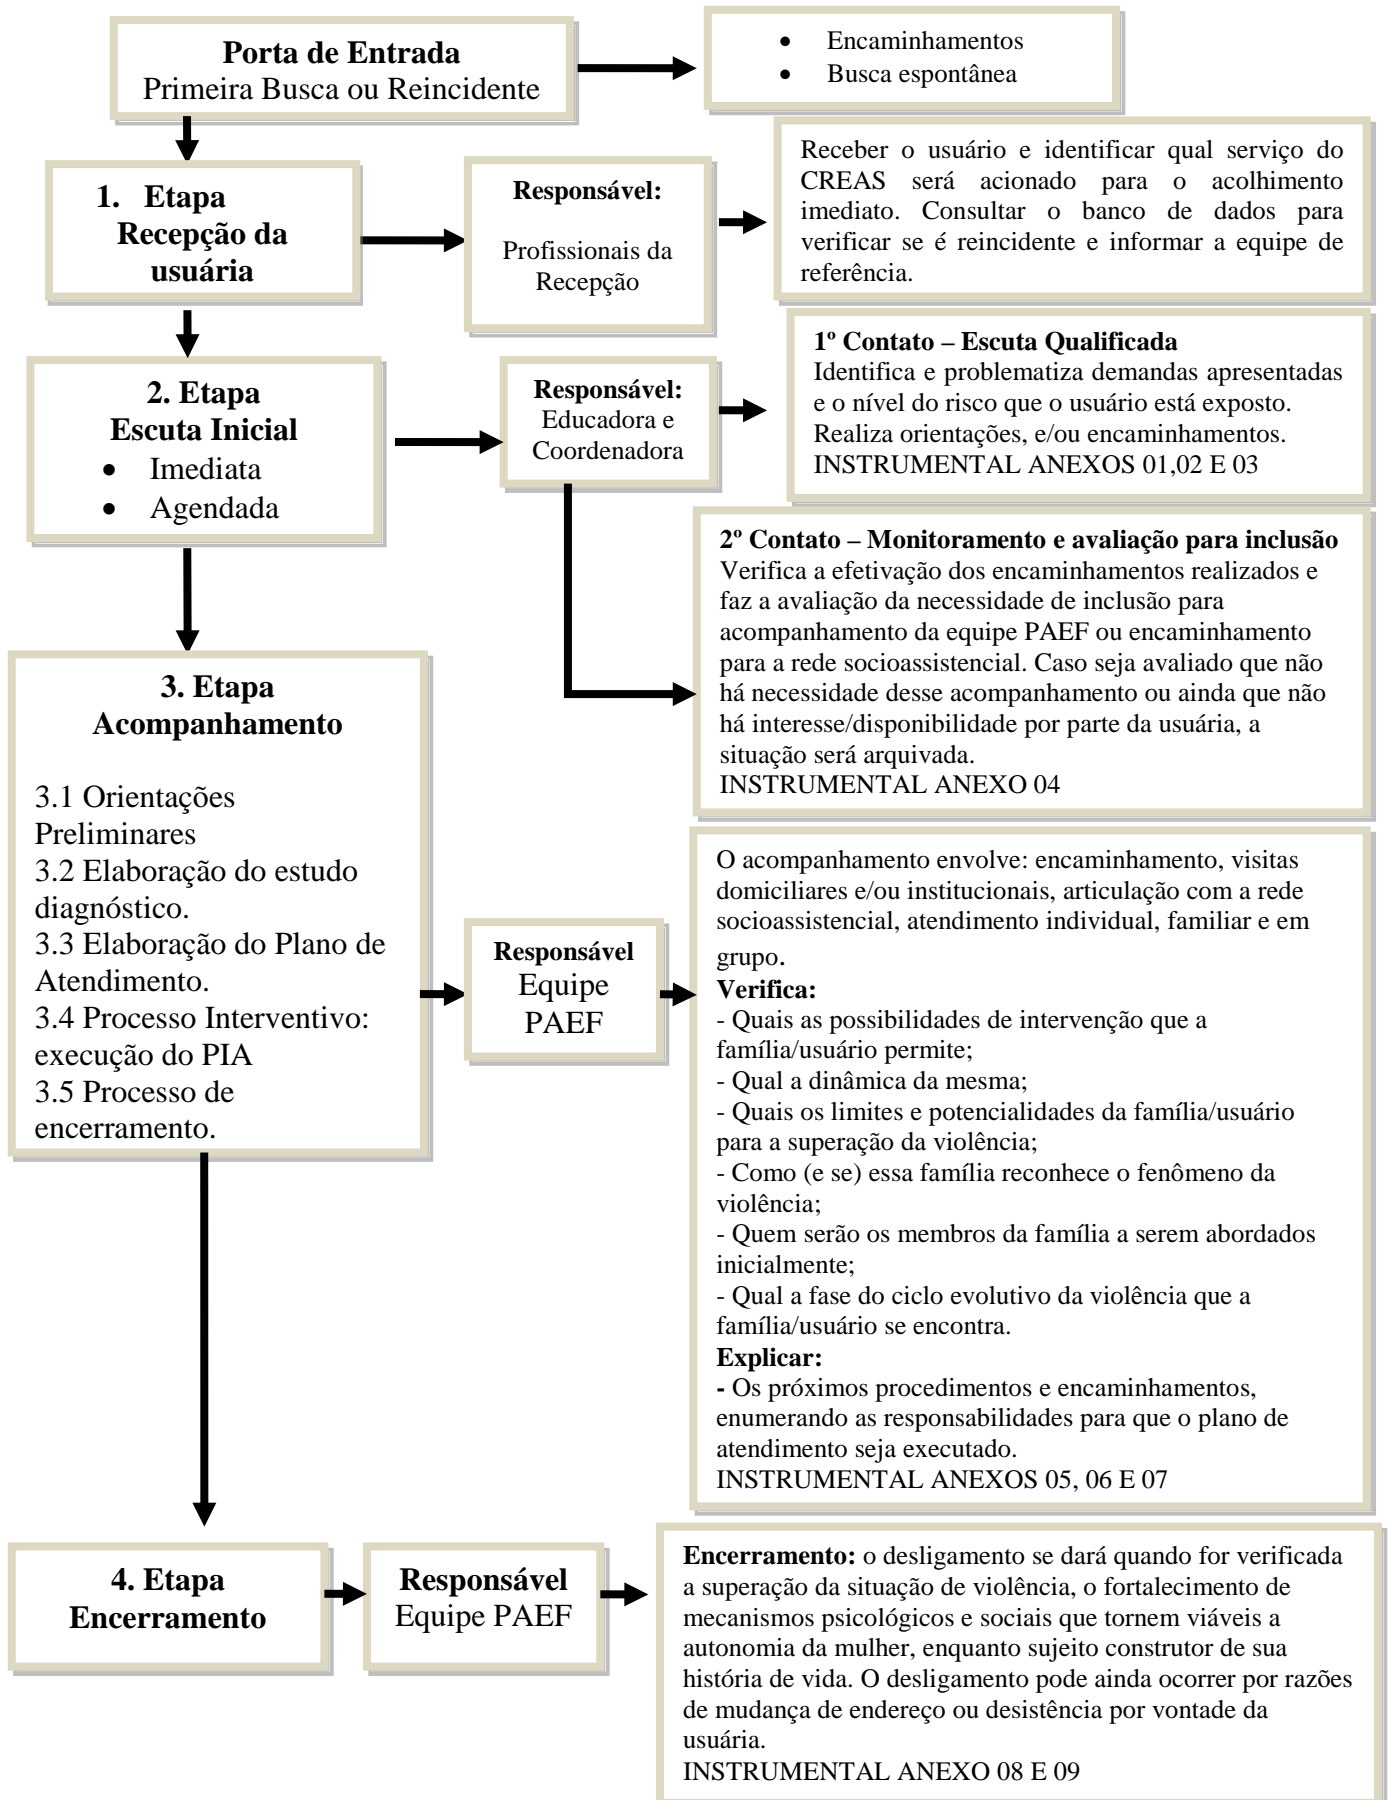 Porta de Entrada
Primeira Busca ou Reincidente
• Encaminhamentos
• Busca espontânea
1. Etapa
Recepção da
usuária
Responsável:
Profissionais da
Recepção
Receber o usuário e identificar qual serviço do
CREAS será acionado para o acolhimento
imediato. Consultar o banco de dados para
verificar se é reincidente e informar a equipe de
referência.
2. Etapa
Escuta Inicial
• Imediata
• Agendada
Responsável:
Educadora e
Coordenadora
1º Contato – Escuta Qualificada
Identifica e problematiza demandas apresentadas
e o nível do risco que o usuário está exposto.
Realiza orientações, e/ou encaminhamentos.
INSTRUMENTAL ANEXOS 01,02 E 03
2º Contato – Monitoramento e avaliação para inclusão
Verifica a efetivação dos encaminhamentos realizados e
faz a avaliação da necessidade de inclusão para
acompanhamento da equipe PAEF ou encaminhamento
para a rede socioassistencial. Caso seja avaliado que não
há necessidade desse acompanhamento ou ainda que não
há interesse/disponibilidade por parte da usuária, a
situação será arquivada.
INSTRUMENTAL ANEXO 04
3. Etapa
Acompanhamento
3.1 Orientações
Preliminares
3.2 Elaboração do estudo
diagnóstico.
3.3 Elaboração do Plano de
Atendimento.
3.4 Processo Interventivo:
execução do PIA
3.5 Processo de
encerramento.
Responsável
Equipe
PAEF
O acompanhamento envolve: encaminhamento, visitas
domiciliares e/ou institucionais, articulação com a rede
socioassistencial, atendimento individual, familiar e em
grupo.
Verifica:
- Quais as possibilidades de intervenção que a
família/usuário permite;
- Qual a dinâmica da mesma;
- Quais os limites e potencialidades da família/usuário
para a superação da violência;
- Como (e se) essa família reconhece o fenômeno da
violência;
- Quem serão os membros da família a serem abordados
inicialmente;
- Qual a fase do ciclo evolutivo da violência que a
família/usuário se encontra.
Explicar:
- Os próximos procedimentos e encaminhamentos,
enumerando as responsabilidades para que o plano de
atendimento seja executado.
INSTRUMENTAL ANEXOS 05, 06 E 07
4. Etapa
Encerramento
Responsável
Equipe PAEF
Encerramento: o desligamento se dará quando for verificada
a superação da situação de violência, o fortalecimento de
mecanismos psicológicos e sociais que tornem viáveis a
autonomia da mulher, enquanto sujeito construtor de sua
história de vida. O desligamento pode ainda ocorrer por razões
de mudança de endereço ou desistência por vontade da
usuária.
INSTRUMENTAL ANEXO 08 E 09